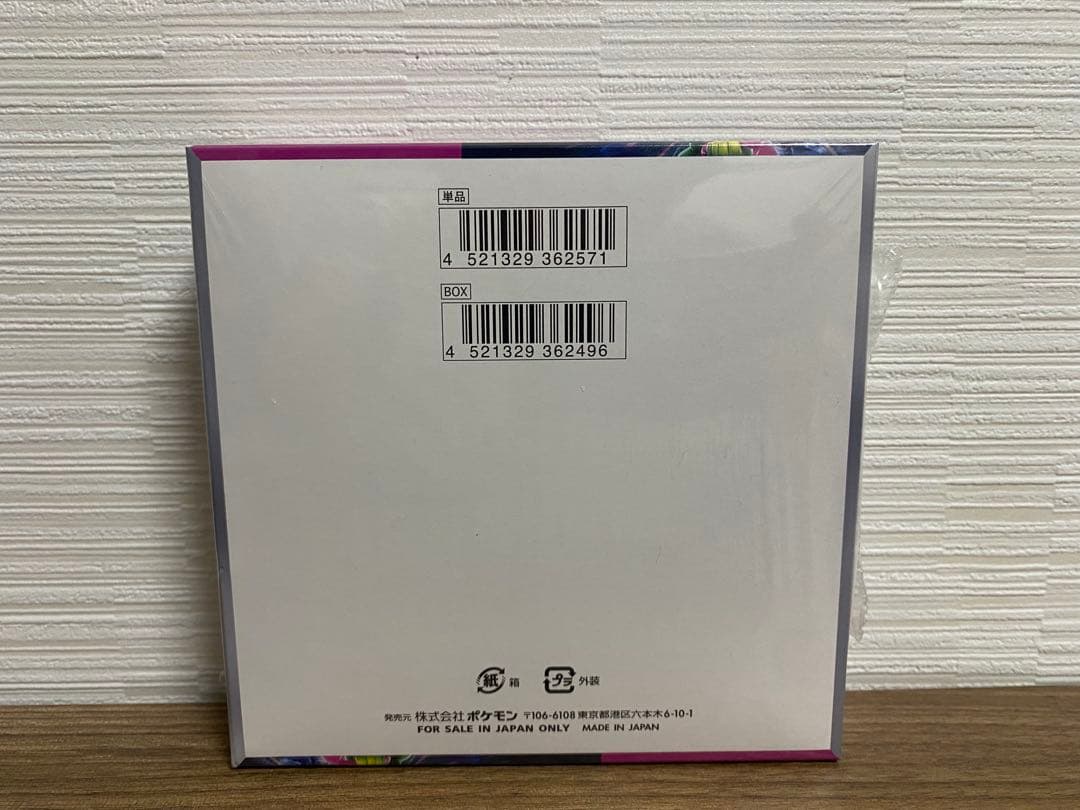 単品
4 521329 362571
BOX
4 521329 362496
紙 箱 プラ 外装
発売元 株式会社 ポケモン 〒106-6108 東京都港区六本木6-10-1
FOR SALE IN JAPAN ONLY MADE IN JAPAN